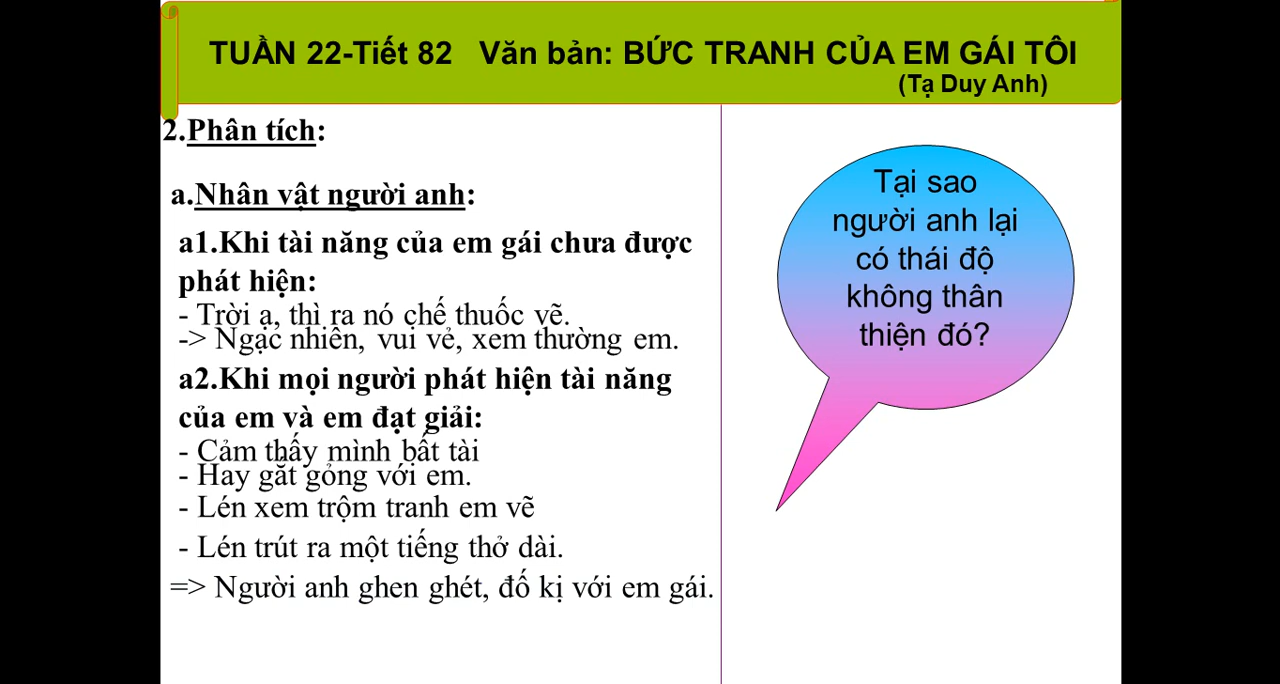 TUẦN 22-Tiết 82 Văn bản: BỨC TRANH CỦA EM GÁI TÔI
(Tạ Duy Anh)
2.Phân tích:
a.Nhân vật người anh:
a1.Khi tài năng của em gái chưa được
phát hiện:
- Trời ạ, thì ra nó chế thuốc vẽ.
-> Ngạc nhiên, vui vẻ, xem thường em.
a2.Khi mọi người phát hiện tài năng
của em và em đạt giải:
- Cảm thấy mình bất tài
- Hay gắt gỏng với em.
- Lén xem trộm tranh em vẽ
- Lén trút ra một tiếng thở dài.
=> Người anh ghen ghét, đố kị với em gái.
Tại sao
người anh lại
có thái độ
không thân
thiện đó?